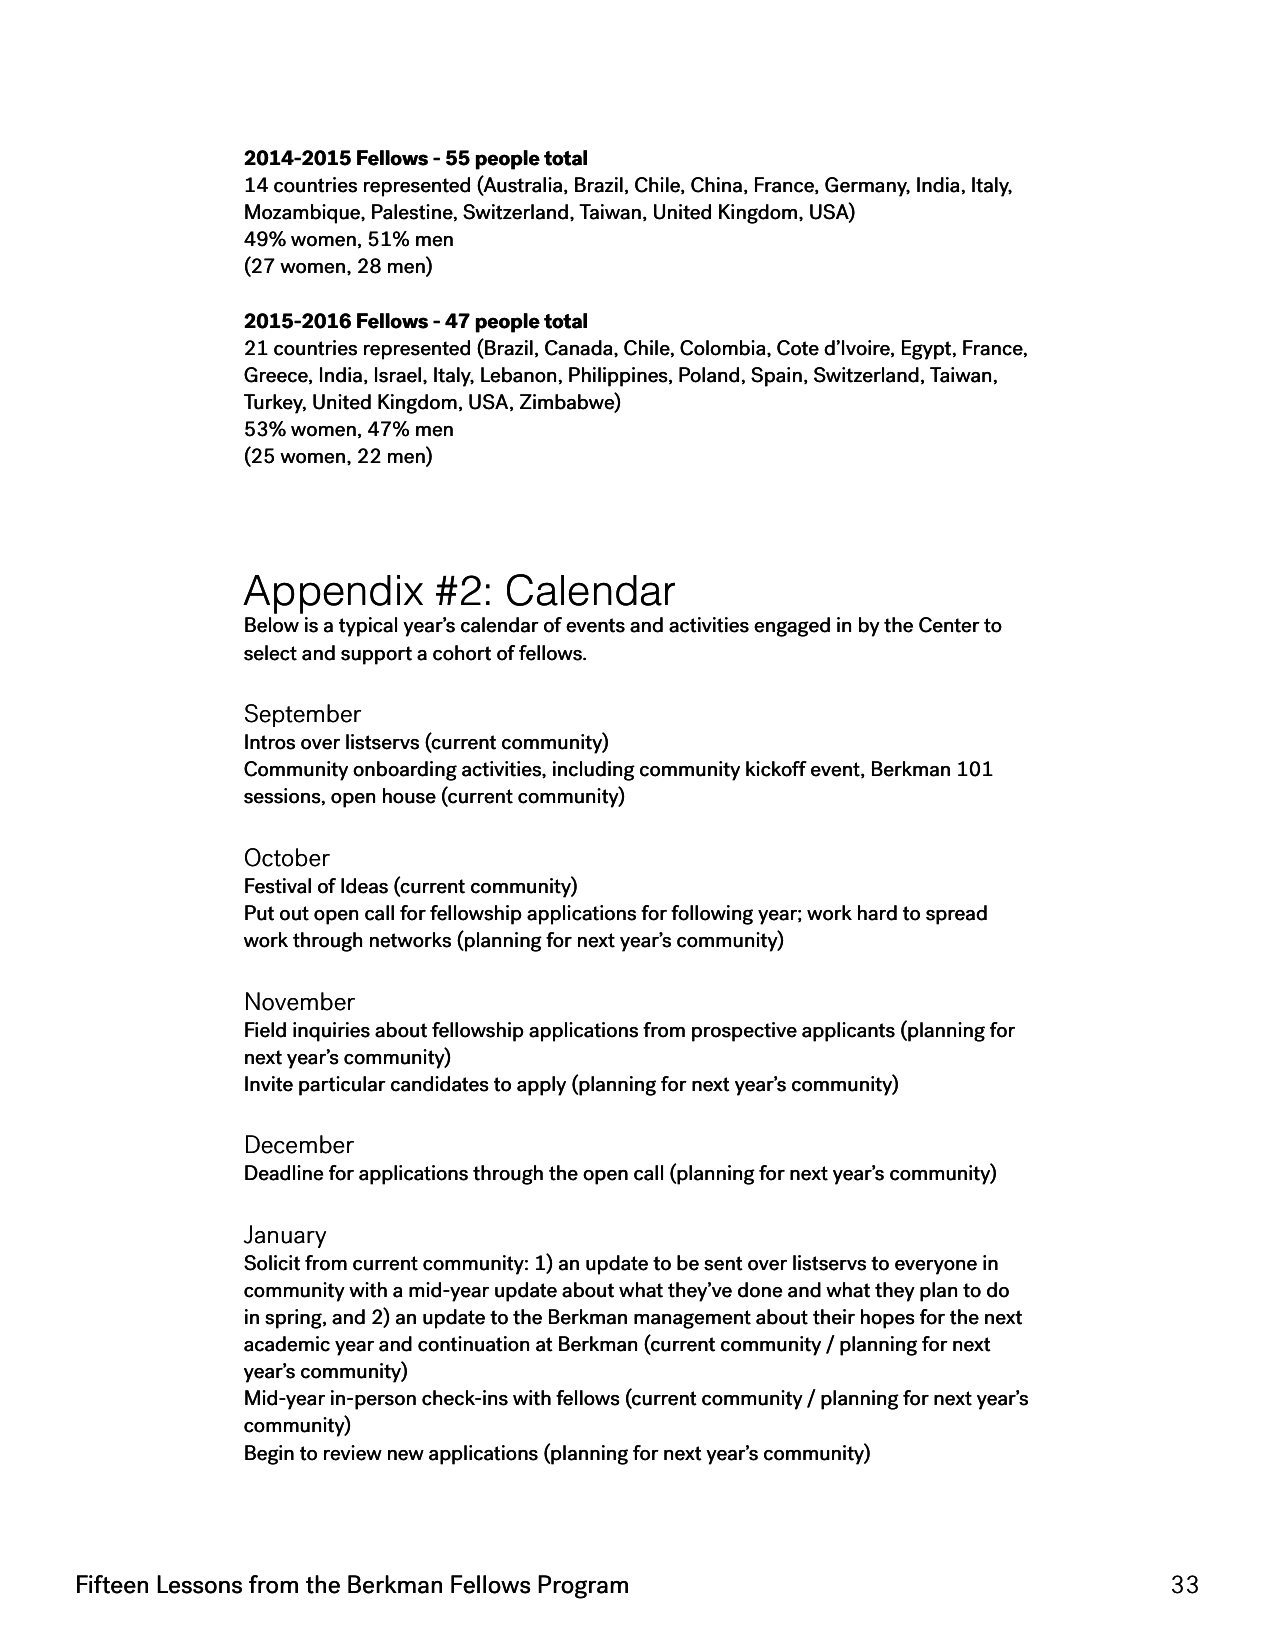 2014-2015 Fellows - 55 people total
14 countries represented (Australia, Brazil, Chile, China, France, Germany, India, Italy,
Mozambique, Palestine, Switzerland, Taiwan, United Kingdom, USA)
49% women, 51% men
(27 women, 28 men)
2015-2016 Fellows - 47 people total
21 countries represented (Brazil, Canada, Chile, Colombia, Cote d’Ivoire, Egypt, France,
Greece, India, Israel, Italy, Lebanon, Philippines, Poland, Spain, Switzerland, Taiwan,
Turkey, United Kingdom, USA, Zimbabwe)
53% women, 47% men
(25 women, 22 men)
Appendix #2: Calendar
Below is a typical year’s calendar of events and activities engaged in by the Center to
select and support a cohort of fellows.
September
Intros over listservs (current community)
Community onboarding activities, including community kickoff event, Berkman 101
sessions, open house (current community)
October
Festival of Ideas (current community)
Put out open call for fellowship applications for following year; work hard to spread
work through networks (planning for next year’s community)
November
Field inquiries about fellowship applications from prospective applicants (planning for
next year’s community)
Invite particular candidates to apply (planning for next year’s community)
December
Deadline for applications through the open call (planning for next year’s community)
January
Solicit from current community: 1) an update to be sent over listservs to everyone in
community with a mid-year update about what they’ve done and what they plan to do
in spring, and 2) an update to the Berkman management about their hopes for the next
academic year and continuation at Berkman (current community / planning for next
year’s community)
Mid-year in-person check-ins with fellows (current community / planning for next year’s
community)
Begin to review new applications (planning for next year’s community)
Fifteen Lessons from the Berkman Fellows Program 33